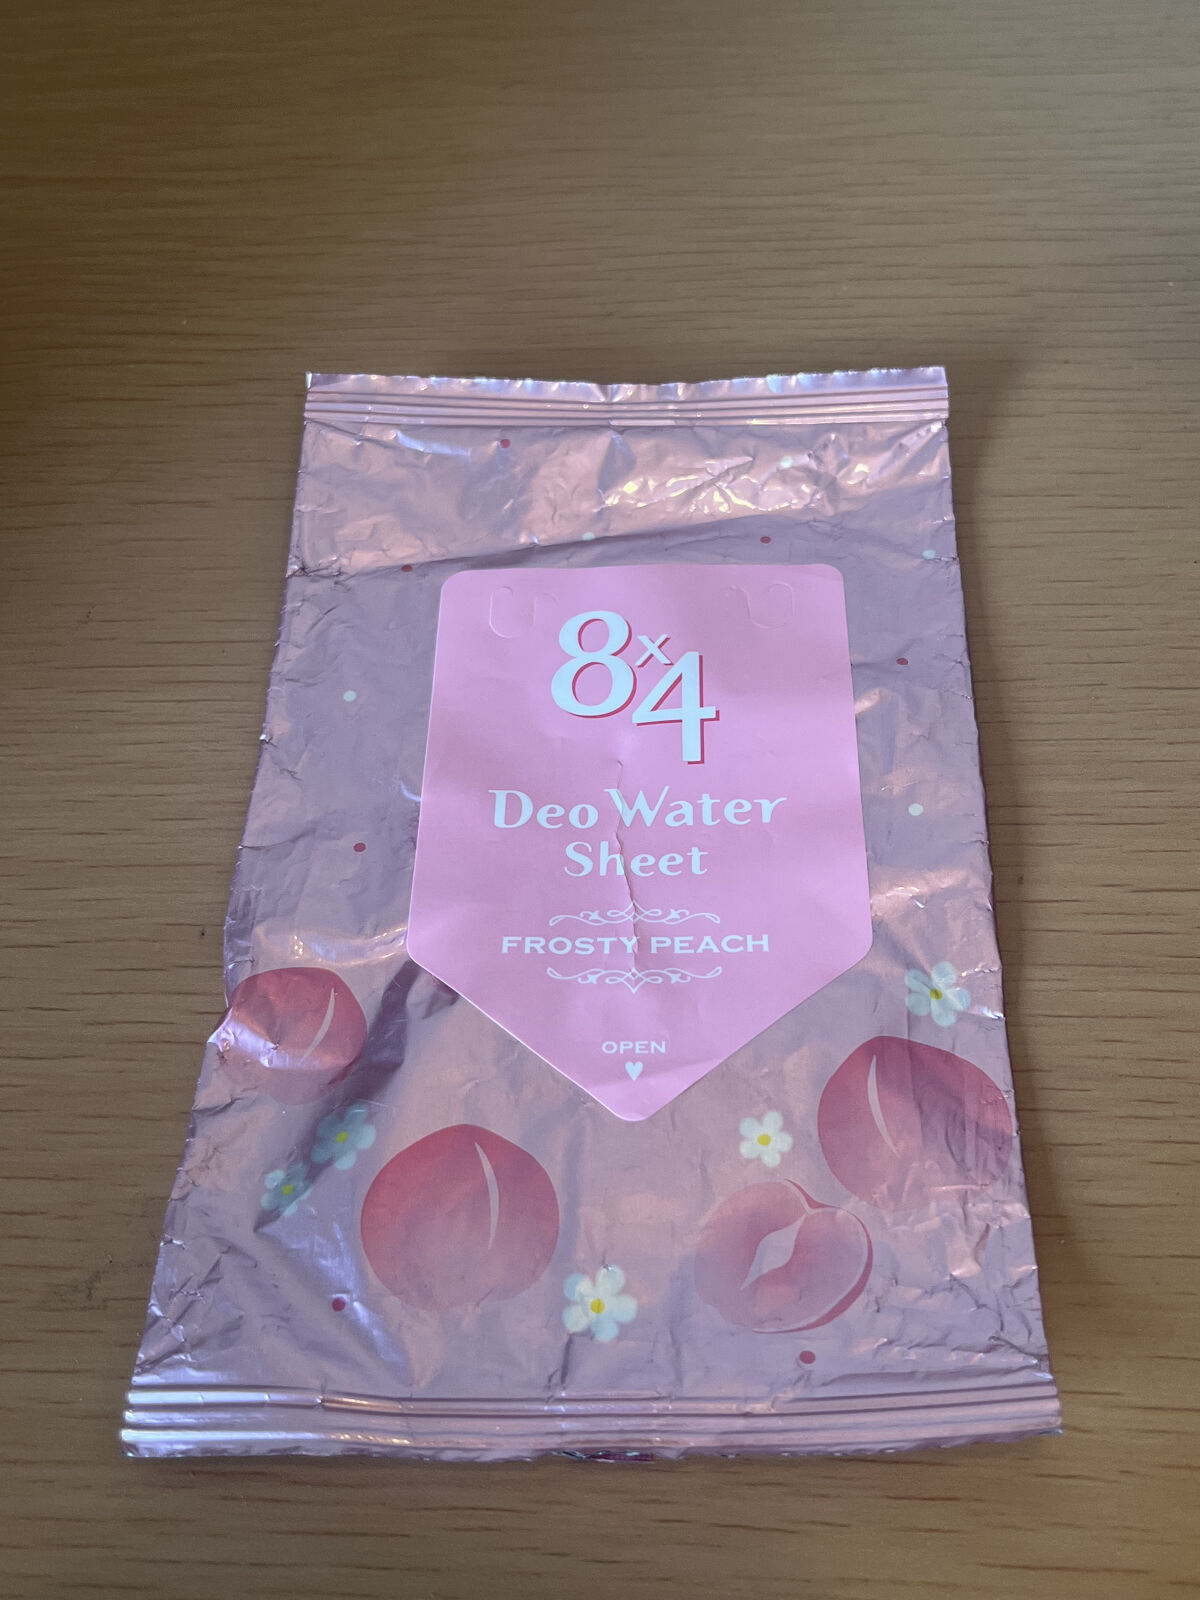 8x4
Deo Water
Sheet
FROSTY PEACH
OPEN